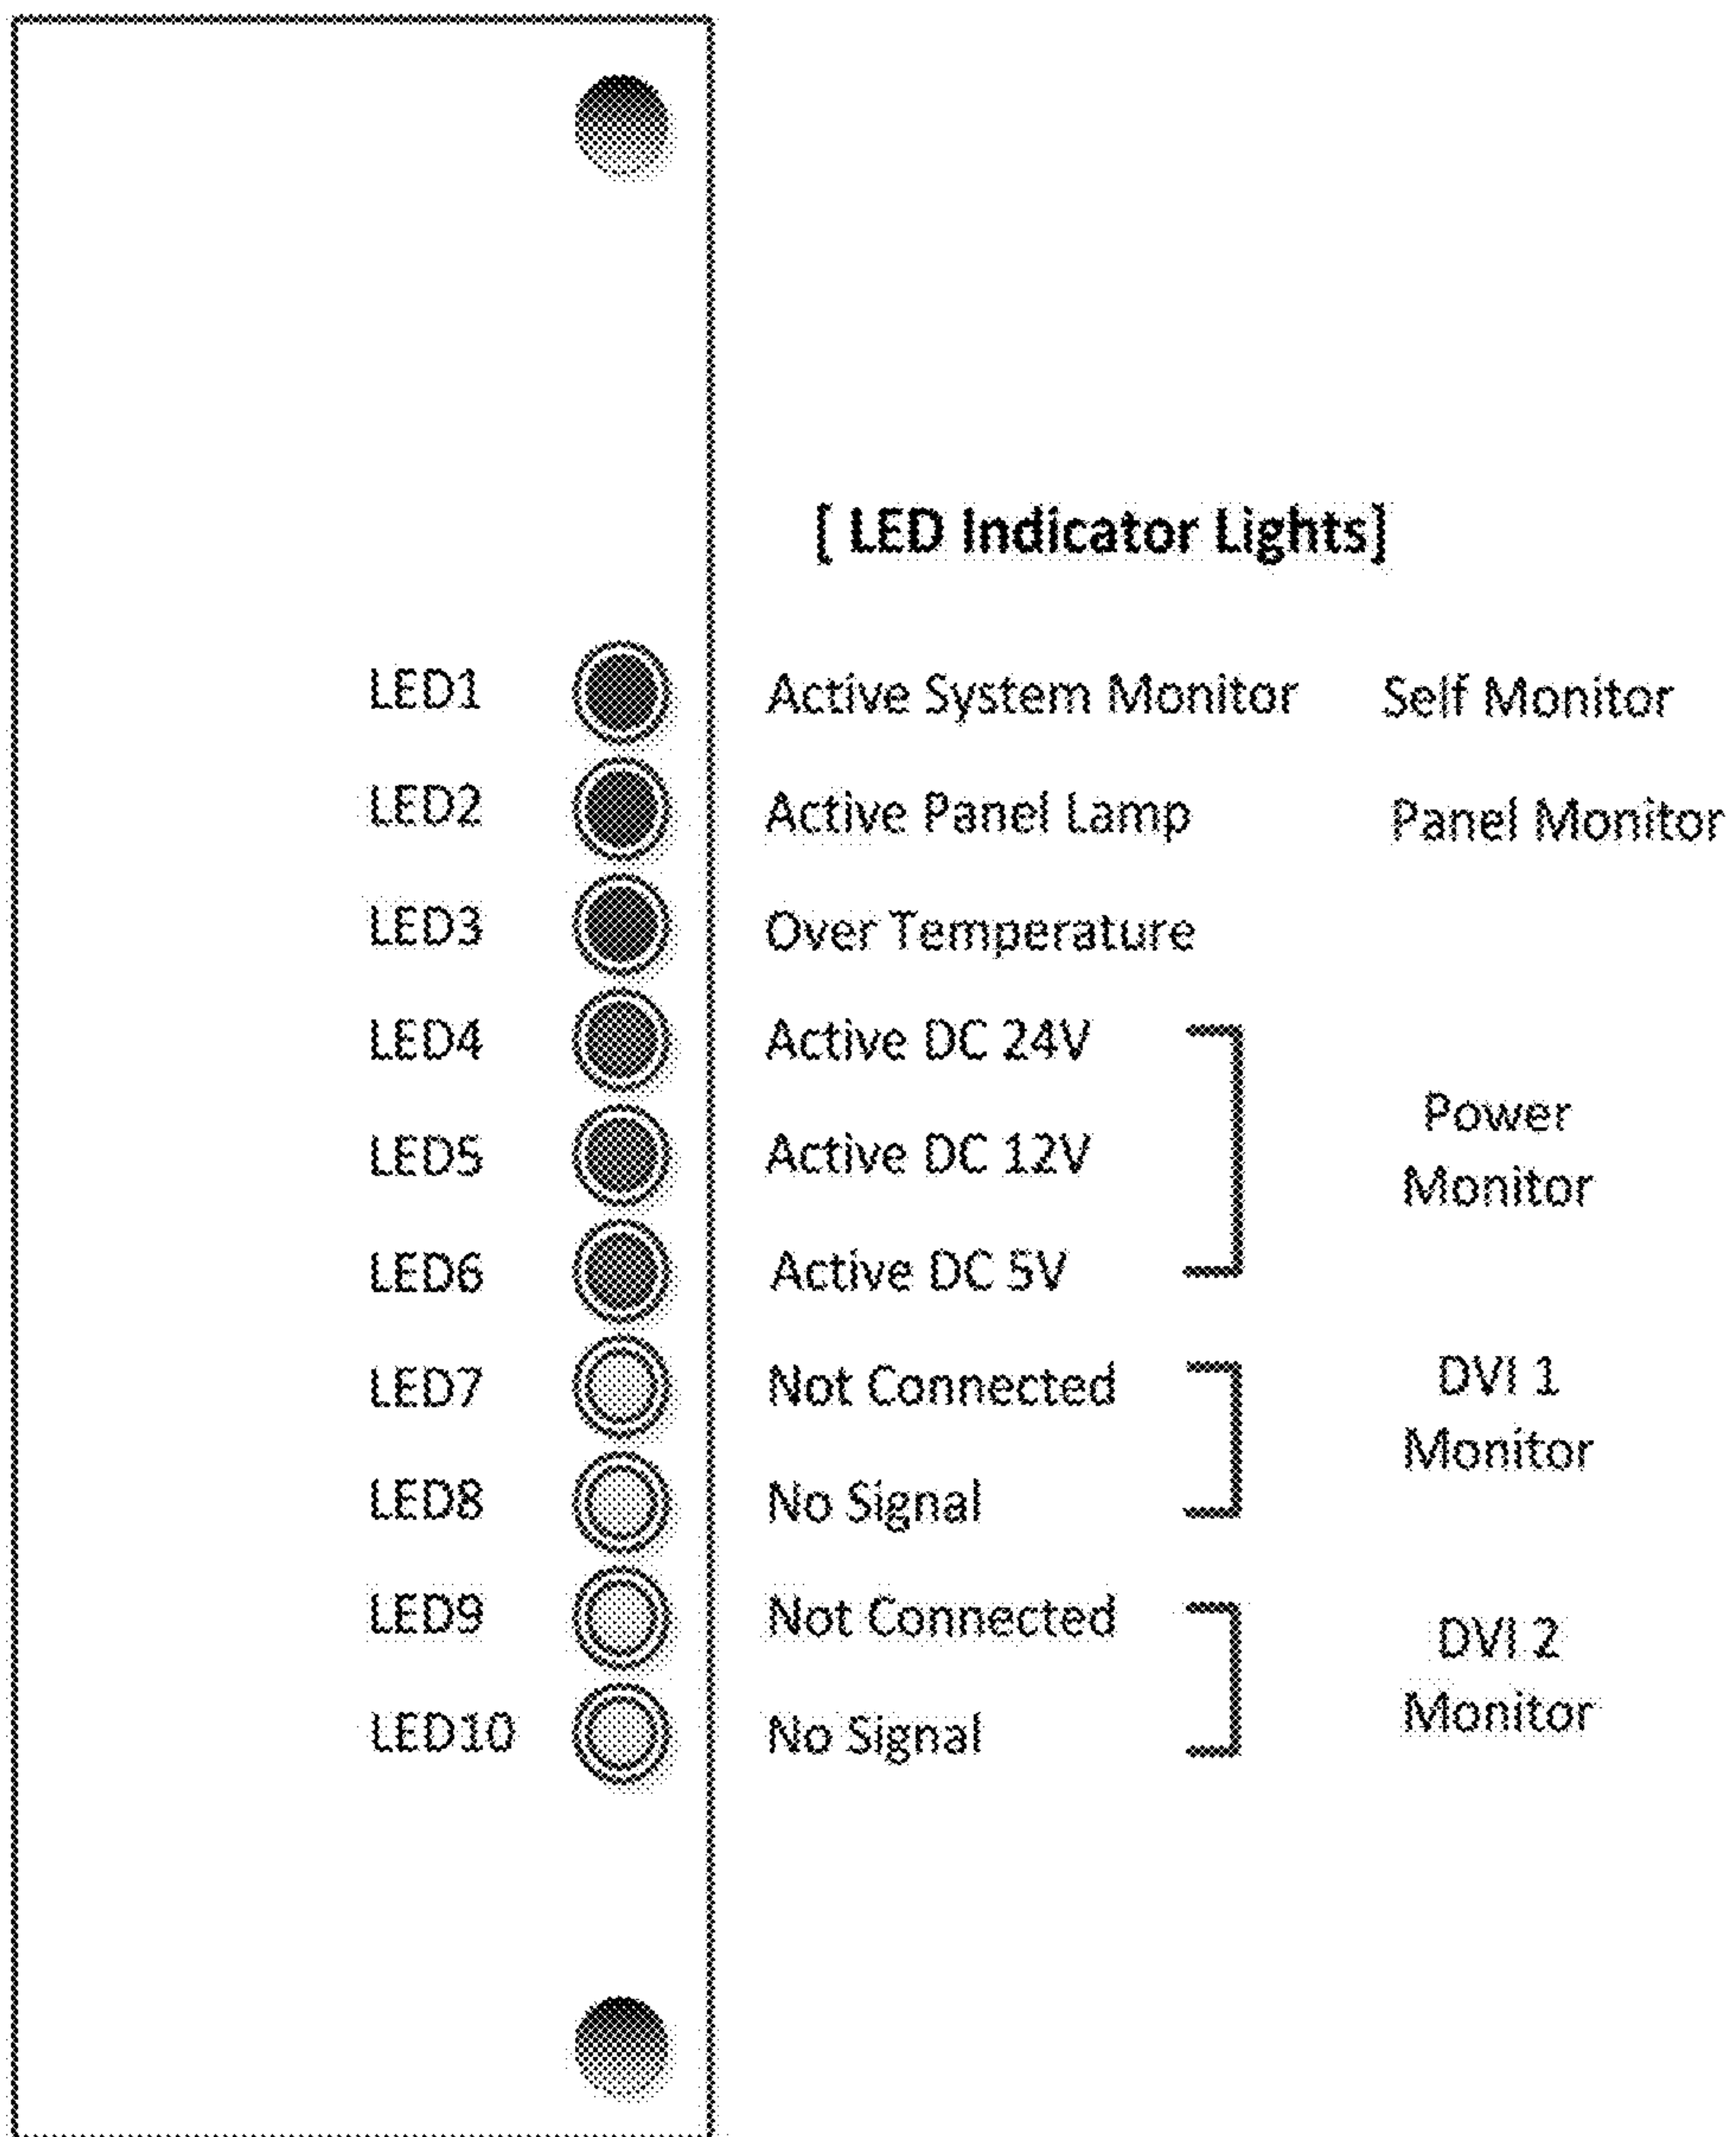 [ LED Indicator Lights]
LED1 Active System Monitor Self Monitor
LED2 Active Panel Lamp Panel Monitor
LED3 Over Temperature
LED4 Active DC 24V
Power
LED5 Active DC 12V
Monitor
LED6 Active DC 5V
LED7 Not Connected DVI 1
Monitor
LED8 No Signal
LED9 Not Connected DVI 2
Monitor
LED10 No Signal